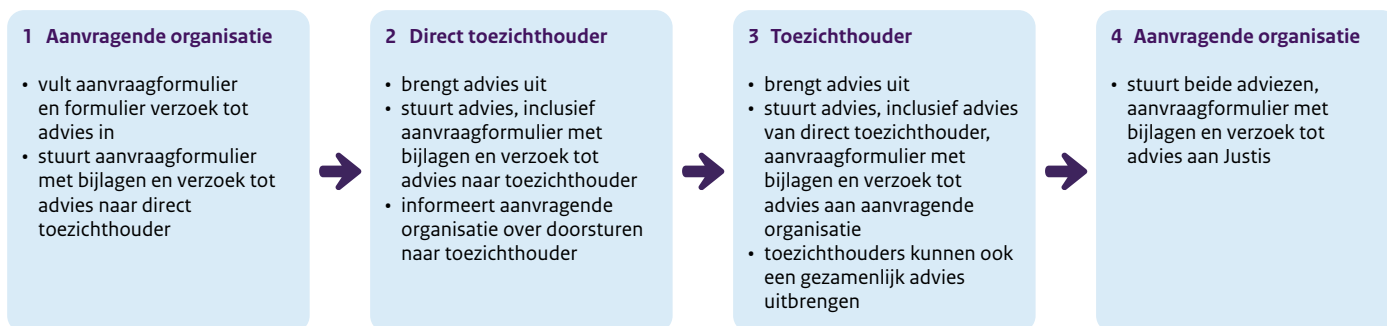 1 Aanvragende organisatie
• vult aanvraagformulier
en formulier verzoek tot
advies in
• stuurt aanvraagformulier
met bijlagen en verzoek tot
advies naar direct
toezichthouder
2 Direct toezichthouder
• brengt advies uit
• stuurt advies, inclusief
aanvraagformulier met
bijlagen en verzoek tot
advies naar toezichthouder
• informeert aanvragende
organisatie over doorsturen
naar toezichthouder
3 Toezichthouder
• brengt advies uit
• stuurt advies, inclusief advies
van direct toezichthouder,
aanvraagformulier met
bijlagen en verzoek tot
advies aan aanvragende
organisatie
• toezichthouders kunnen ook
een gezamenlijk advies
uitbrengen
4 Aanvragende organisatie
• stuurt beide adviezen,
aanvraagformulier met
bijlagen en verzoek tot
advies aan Justis